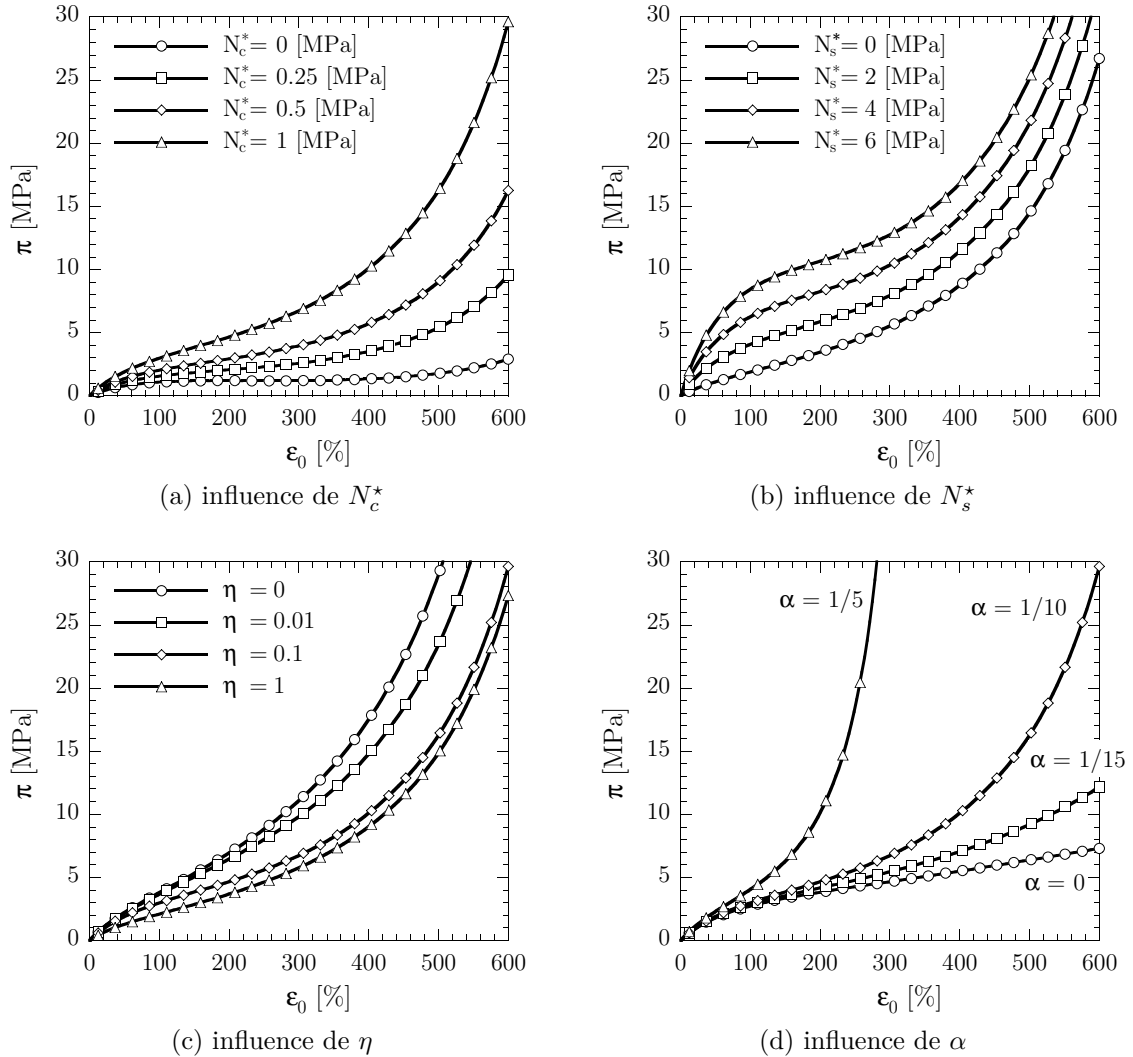 30
25
20
15
10
5
0
π [MPa]
N*c = 0 [MPa]
N*c = 0.25 [MPa]
N*c = 0.5 [MPa]
N*c = 1 [MPa]
0 100 200 300 400 500 600
ε0 [%]
(a) influence de N⋆c
30
25
20
15
10
5
0
π [MPa]
N*s = 0 [MPa]
N*s = 2 [MPa]
N*s = 4 [MPa]
N*s = 6 [MPa]
0 100 200 300 400 500 600
ε0 [%]
(b) influence de N⋆s
30
25
20
15
10
5
0
π [MPa]
η = 0
η = 0.01
η = 0.1
η = 1
0 100 200 300 400 500 600
ε0 [%]
(c) influence de η
30
25
20
15
10
5
0
π [MPa]
α = 1/5
α = 1/10
α = 1/15
α = 0
0 100 200 300 400 500 600
ε0 [%]
(d) influence de α